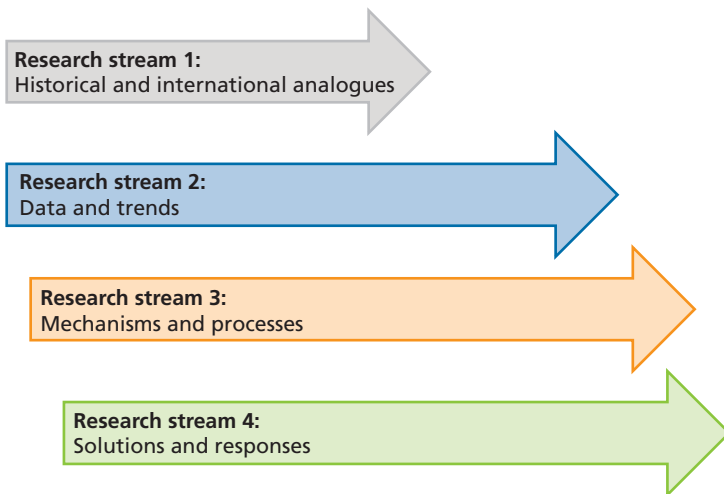 Research stream 1:
Historical and international analogues
Research stream 2:
Data and trends
Research stream 3:
Mechanisms and processes
Research stream 4:
Solutions and responses